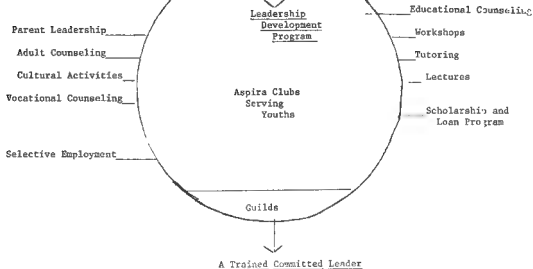 Leadership
Development
Program
Educational Counseling
Parent Leadership
Workshops
Adult Counseling
Tutoring
Cultural Activities
Lectures
Vocational Counseling
Aspira Clubs
Serving
Youths
Scholarship and
Loan Program
Selective Employment
Guilds
A Trained Committed Leader